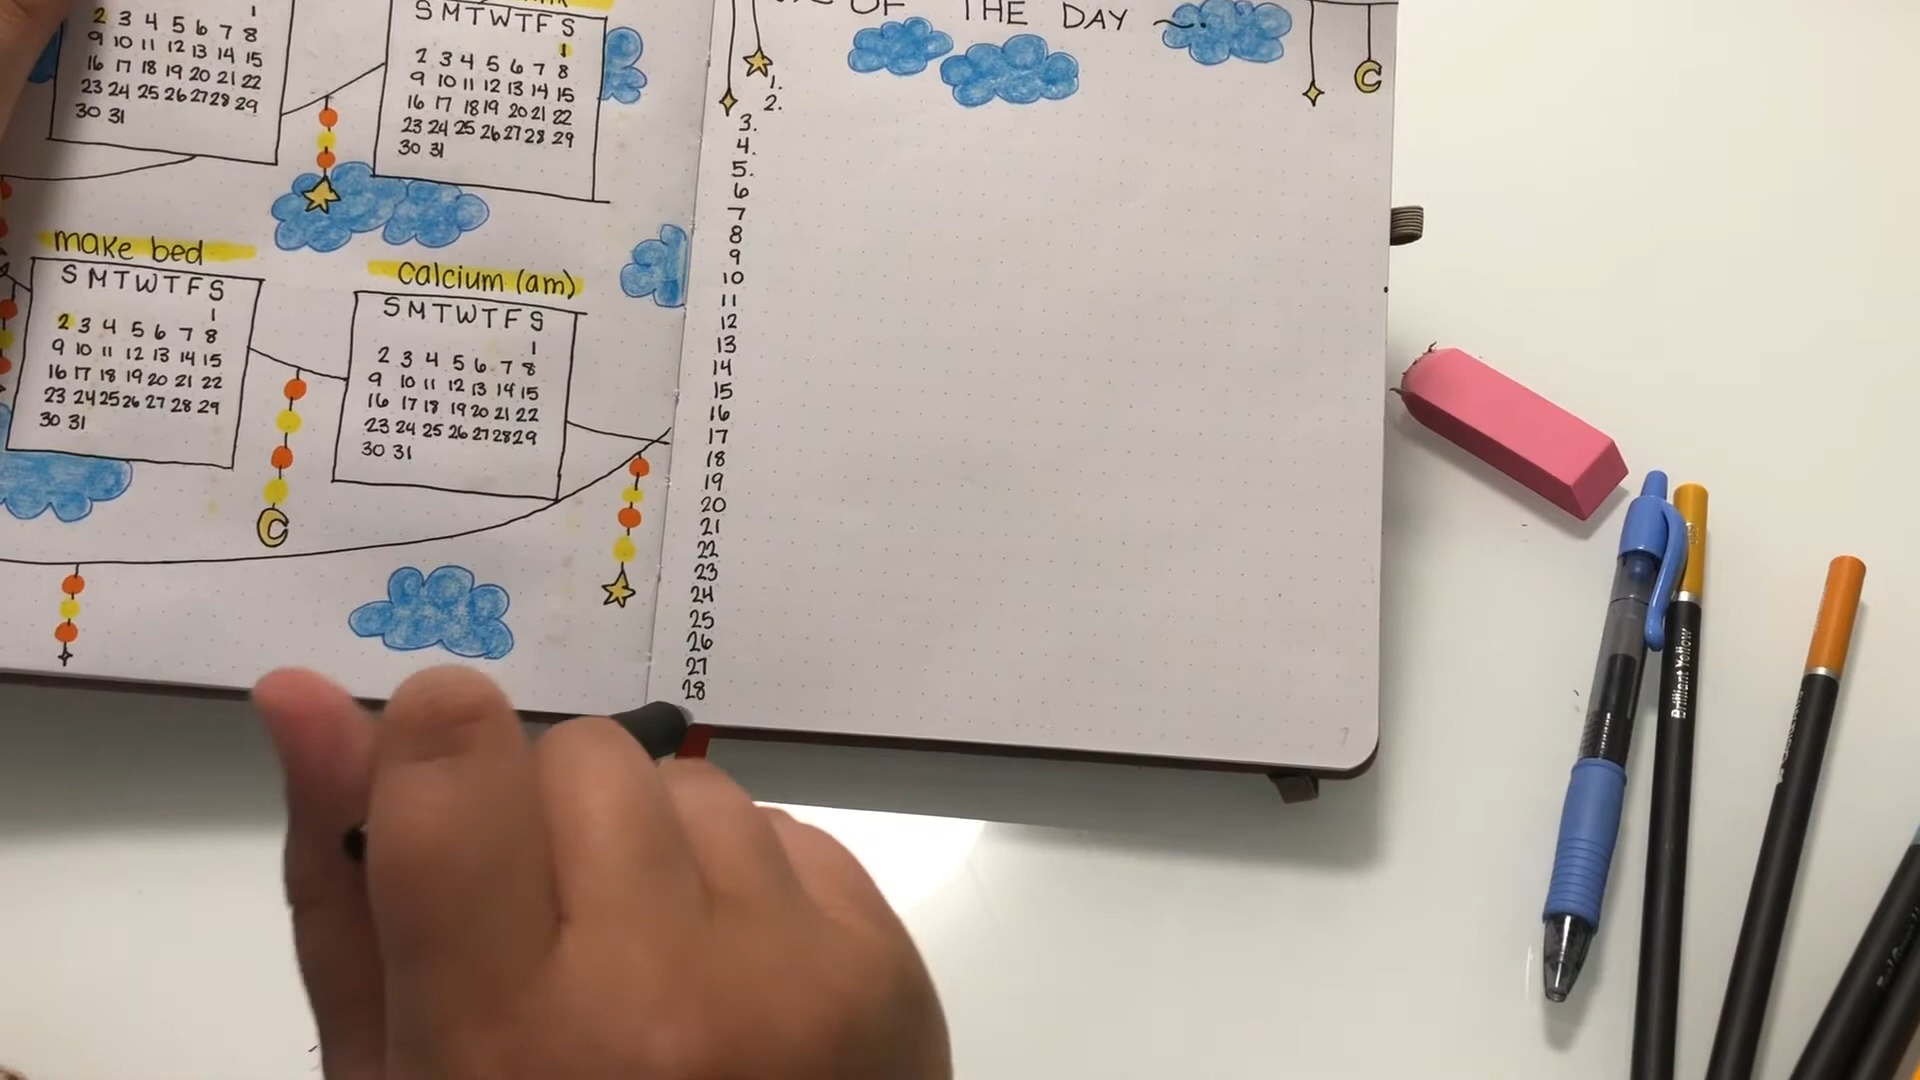 1
2 3 4 5 6 7 8
9 10 11 12 13 14 15
16 17 18 19 20 21 22
23 24 25 26 27 28 29
30 31
S M T W T F S
1
2 3 4 5 6 7 8
9 10 11 12 13 14 15
16 17 18 19 20 21 22
23 24 25 26 27 28 29
30 31
make bed
S M T W T F S
1
2 3 4 5 6 7 8
9 10 11 12 13 14 15
16 17 18 19 20 21 22
23 24 25 26 27 28 29
30 31
Calcium (am)
S M T W T F S
1
2 3 4 5 6 7 8
9 10 11 12 13 14 15
16 17 18 19 20 21 22
23 24 25 26 27 28 29
30 31
OF THE DAY
1.
2.
3.
4.
5.
6
7
8
9
10
11
12
13
14
15
16
17
18
19
20
21
22
23
24
25
26
27
28
7
Brilliant Yellow